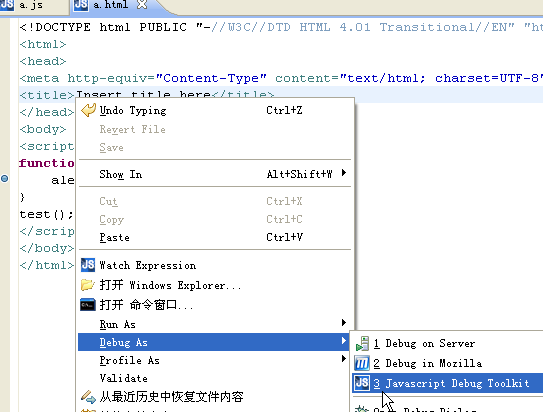 a.js a.html
<!DOCTYPE html PUBLIC "-//W3C//DTD HTML 4.01 Transitional//EN" "ht
<html>
<head>
<meta http-equiv="Content-Type" content="text/html; charset=UTF-8"
<title>Insert title here</title>
</head>
<body>
<script
functio
ale
}
test();
</scrip
</body>
</html>
Undo Typing Ctrl+Z
Revert File
Save
Show In Alt+Shift+W
Cut Ctrl+X
Copy Ctrl+C
Paste Ctrl+V
JS Watch Expression
打开 Windows Explorer...
打开 命令窗口...
Run As
Debug As
Profile As
Validate
从最近历史中恢复文件内容
1 Debug on Server
2 Debug in Mozilla
JS 3 Javascript Debug Toolkit